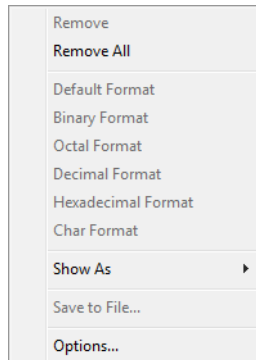 Remove
Remove All
Default Format
Binary Format
Octal Format
Decimal Format
Hexadecimal Format
Char Format
Show As
Save to File...
Options...